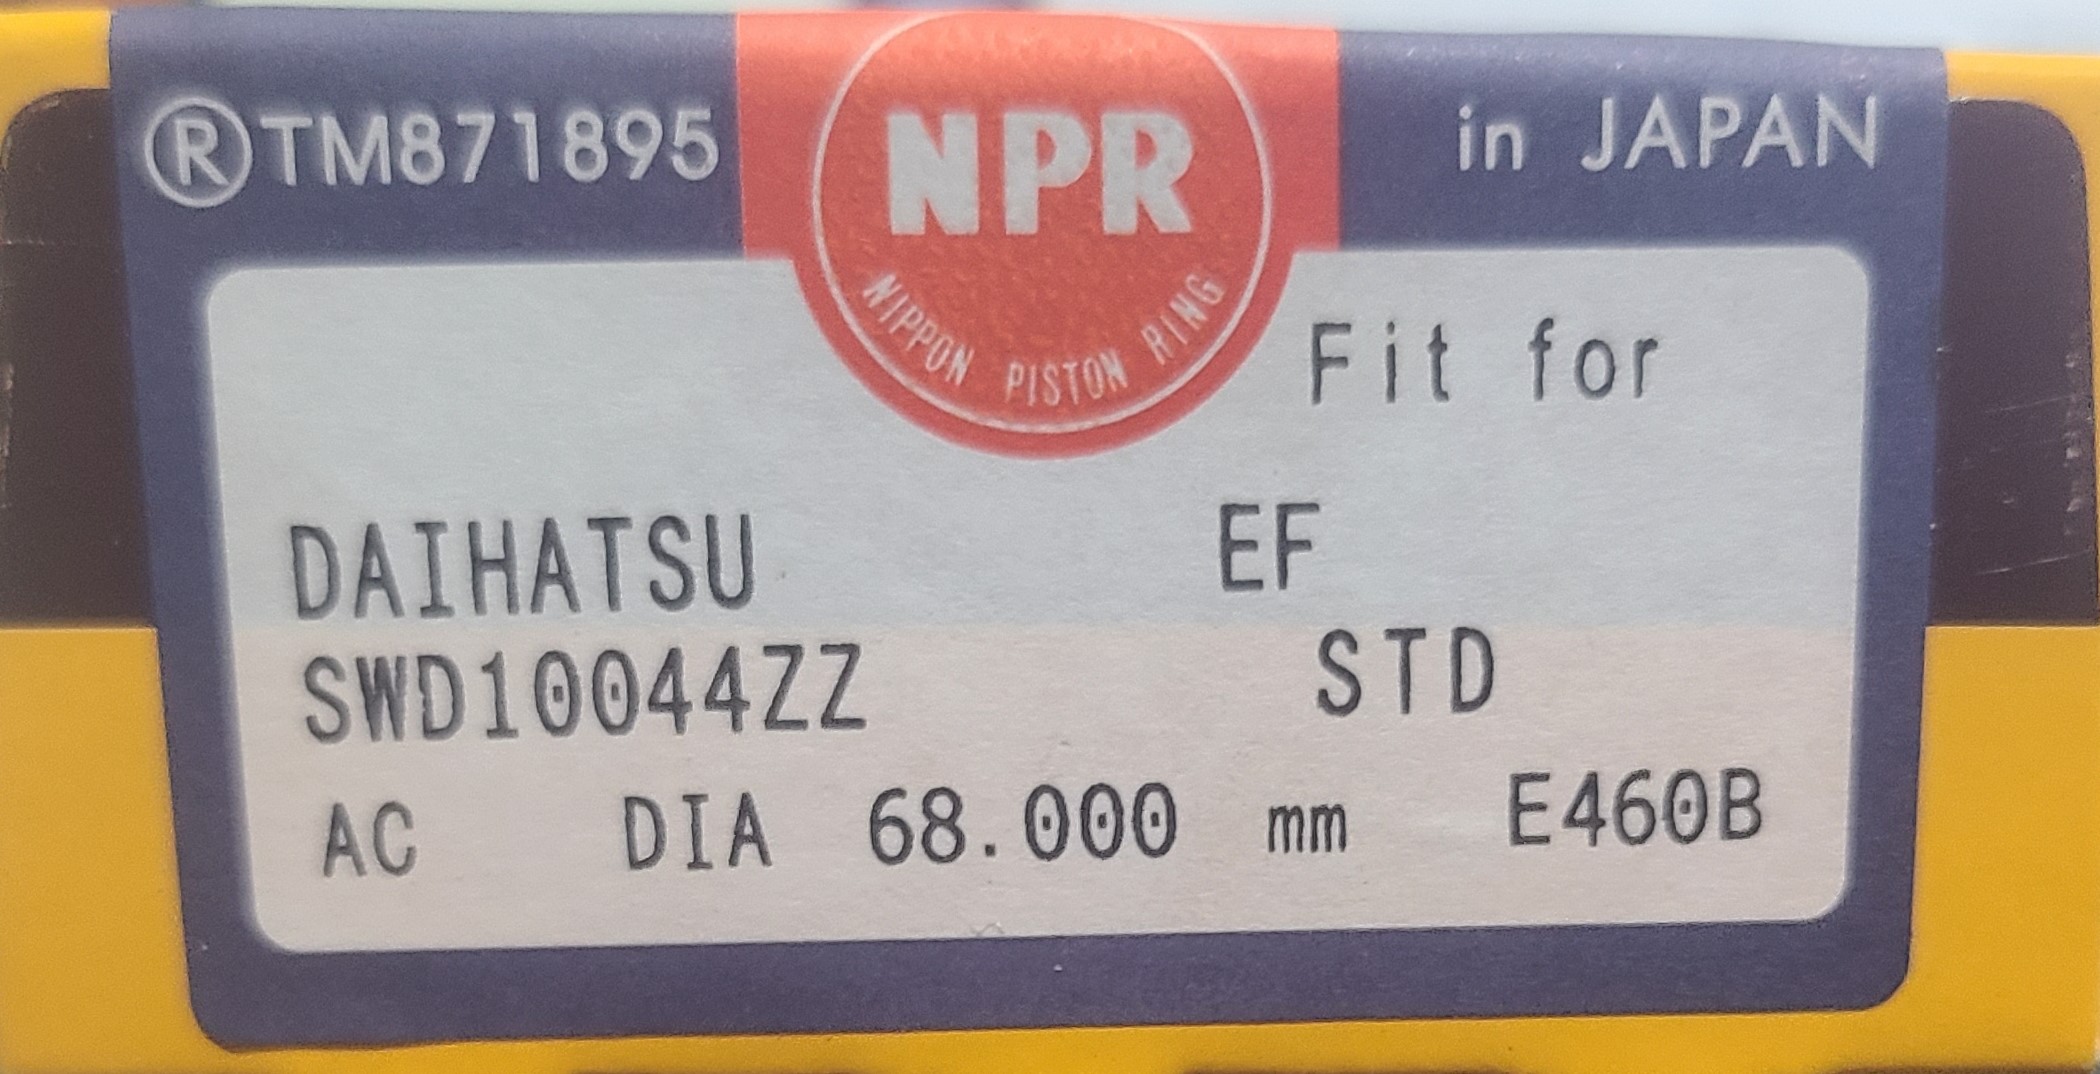 ®TM871895
NPR
in JAPAN
NIPPON PISTON RING
Fit for
DAIHATSU EF
SWD10044ZZ STD
AC DIA 68.000 mm E460B